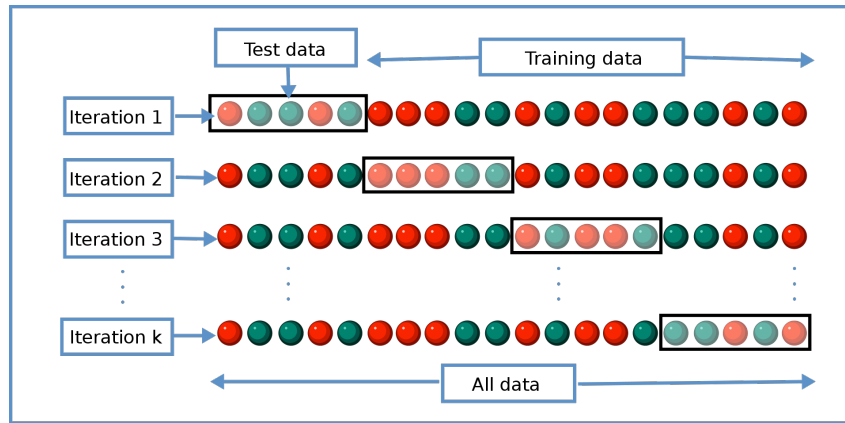 Test data
Training data
Iteration 1
Iteration 2
Iteration 3
Iteration k
All data